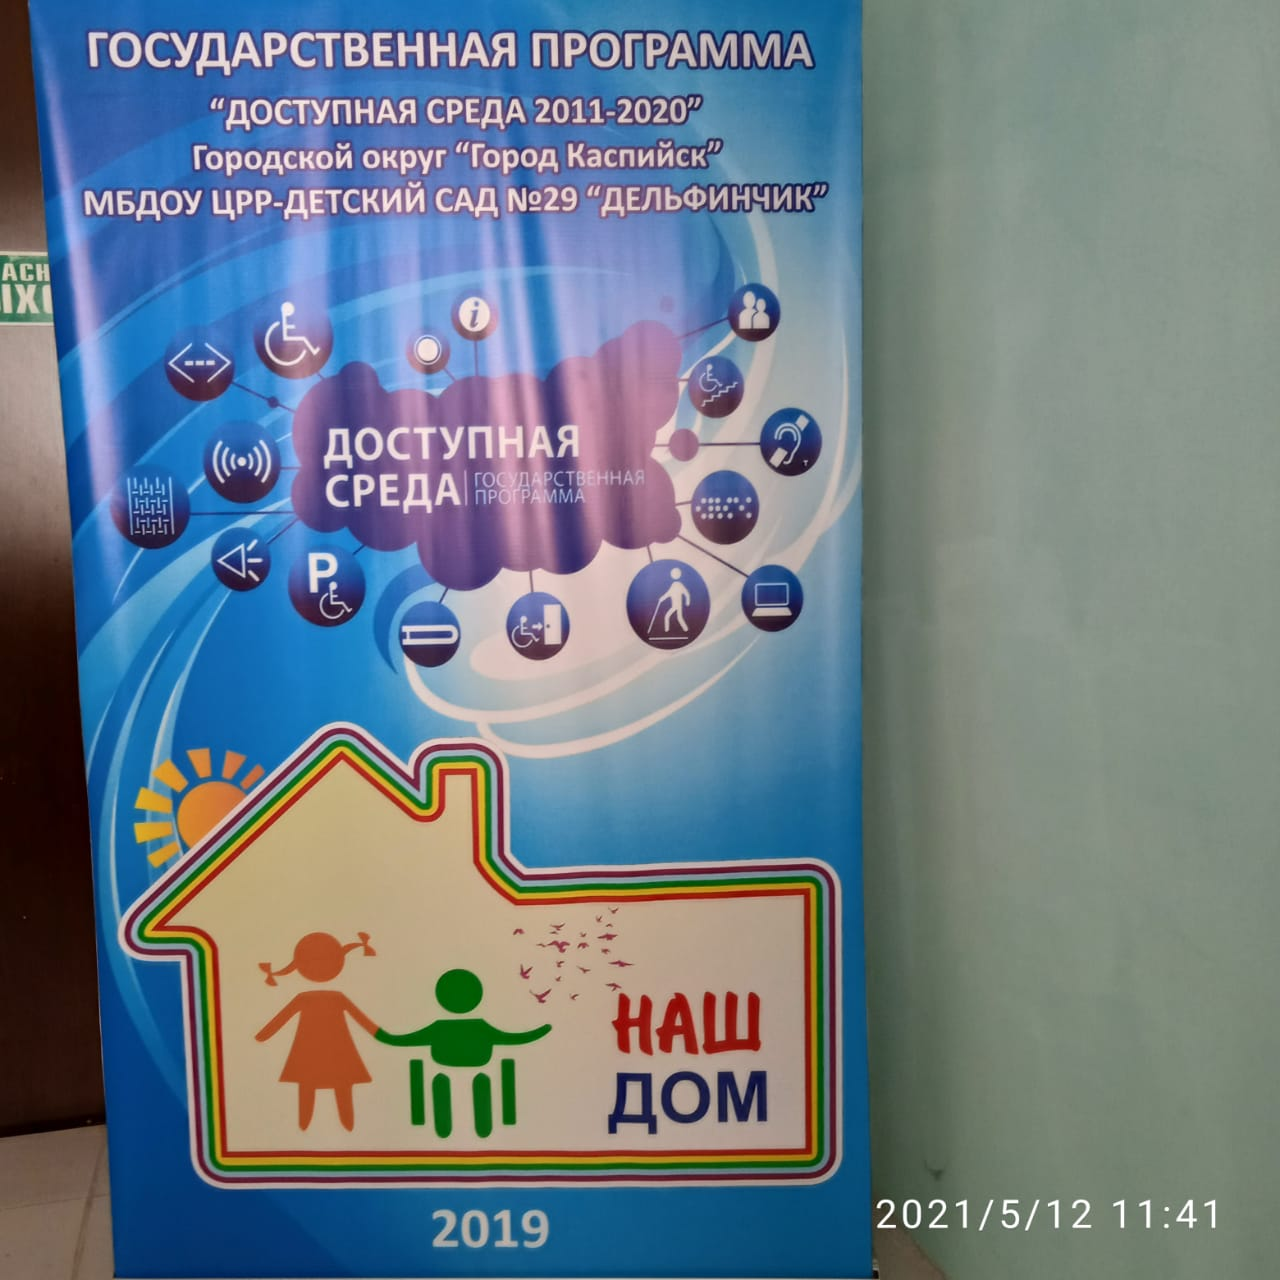 ГОСУДАРСТВЕННАЯ ПРОГРАММА
“ДОСТУПНАЯ СРЕДА 2011-2020”
Городской округ “Город Каспийск”
МБДОУ ЦРР-ДЕТСКИЙ САД №29 “ДЕЛЬФИНЧИК”
i
ДОСТУПНАЯ
СРЕДА
ГОСУДАРСТВЕННАЯ
ПРОГРАММА
T
P
НАШ
ДОМ
2019
2021/5/12 11:41